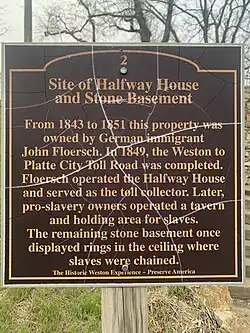 2
Site of Halfway House
and Stone Basement
From 1843 to 1851 this property was
owned by German immigrant
John Floersch. In 1849, the Weston to
Platte City Toll Road was completed.
Floersch operated the Halfway House
and served as the toll collector. Later,
pro-slavery owners operated a tavern
and holding area for slaves.
The remaining stone basement once
displayed rings in the ceiling where
slaves were chained.
The Historic Weston Experience ~ Preserve America